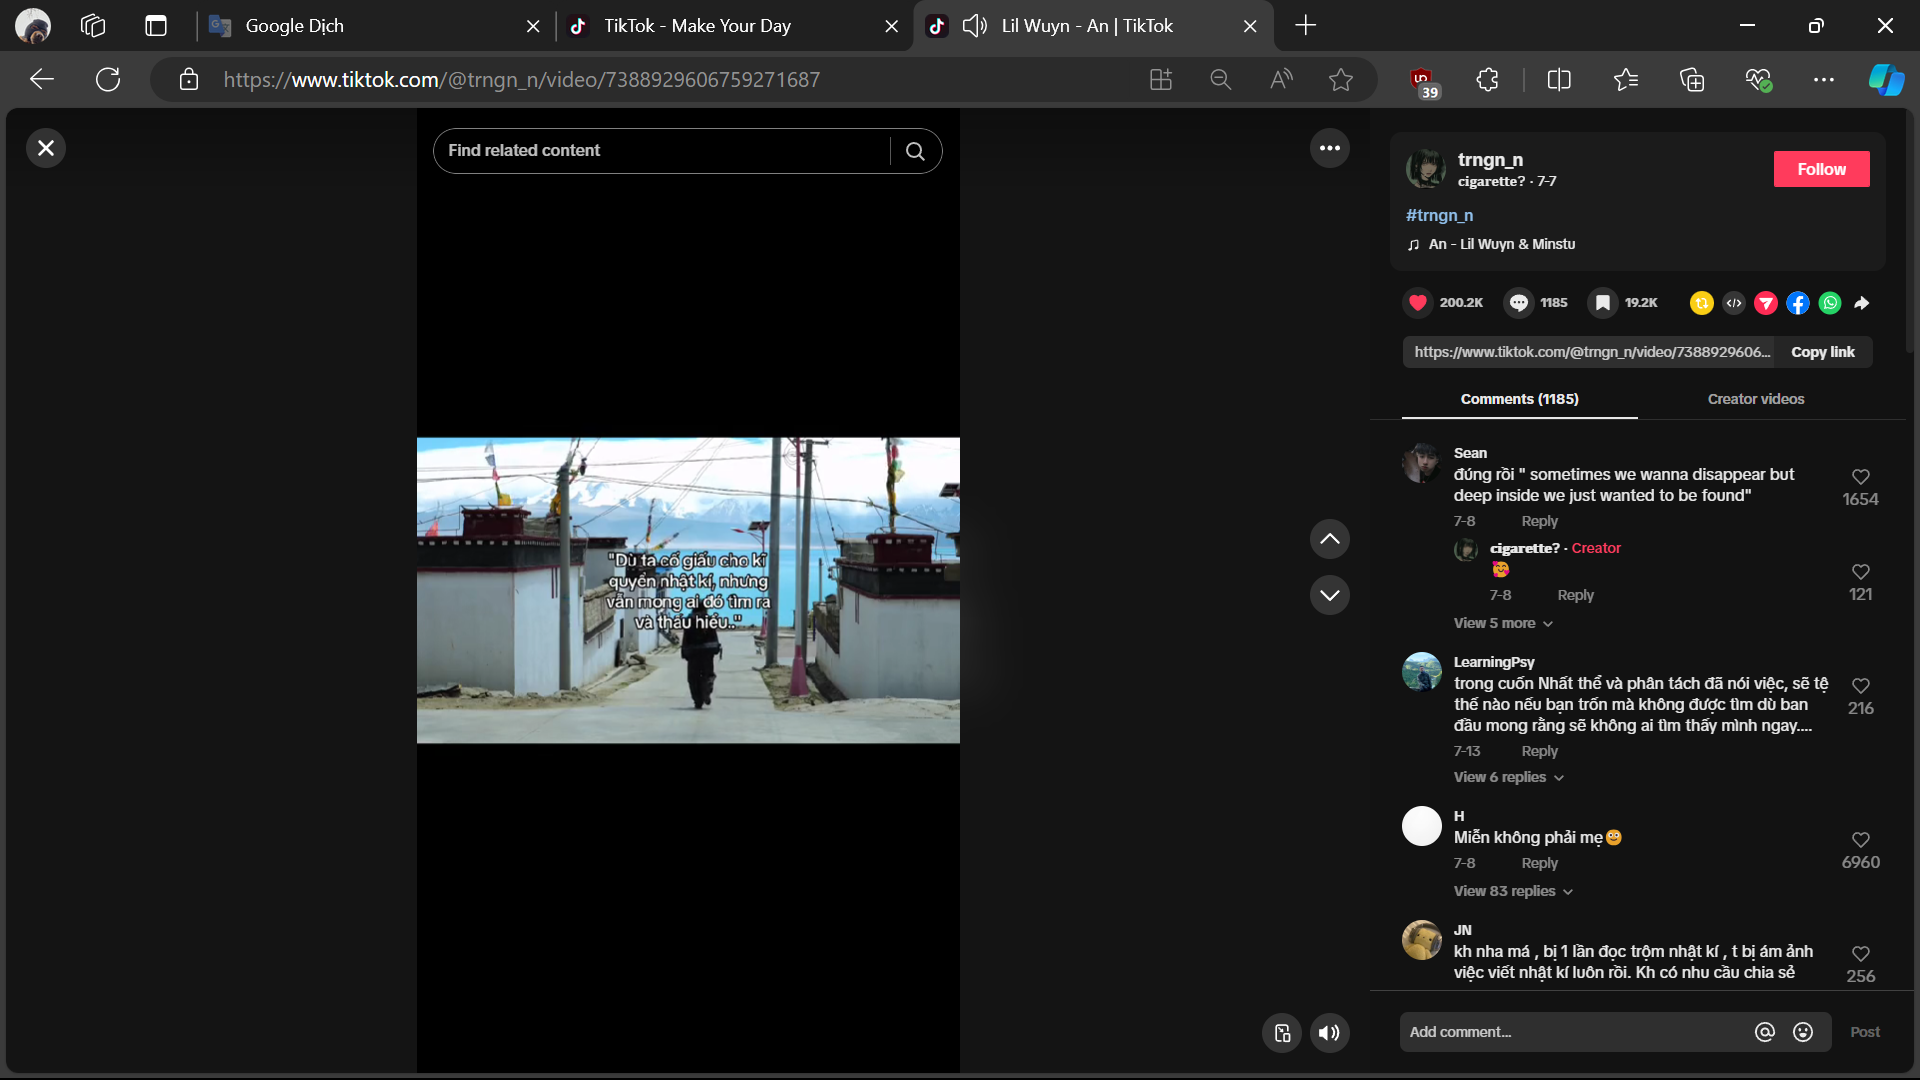 Google Dịch
TikTok - Make Your Day
Lil Wuyn - An | TikTok
https://www.tiktok.com/@trngn_n/video/7388929606759271687
39
Find related content
trngn_n
cigarette? · 7-7
Follow
#trngn_n
An - Lil Wuyn & Minstu
200.2K
1185
19.2K
https://www.tiktok.com/@trngn_n/video/7388929606...
Copy link
Comments (1185)
Creator videos
"Dù ta cố giấu cho kĩ
quyển nhật kí, nhưng
vẫn mong ai đó tìm ra
và thấu hiểu.."
Sean
đúng rồi " sometimes we wanna disappear but
deep inside we just wanted to be found"
1654
7-8 Reply
cigarette? · Creator
🥰
121
7-8 Reply
View 5 more
LearningPsy
trong cuốn Nhất thể và phân tách đã nói việc, sẽ tệ
thế nào nếu bạn trốn mà không được tìm dù ban
đầu mong rằng sẽ không ai tìm thấy mình ngay....
216
7-13 Reply
View 6 replies
H
Miễn không phải mẹ🙂
6960
7-8 Reply
View 83 replies
JN
kh nha má , bị 1 lần đọc trộm nhật kí , t bị ám ảnh
việc viết nhật kí luôn rồi. Kh có nhu cầu chia sẻ
256
Add comment...
Post